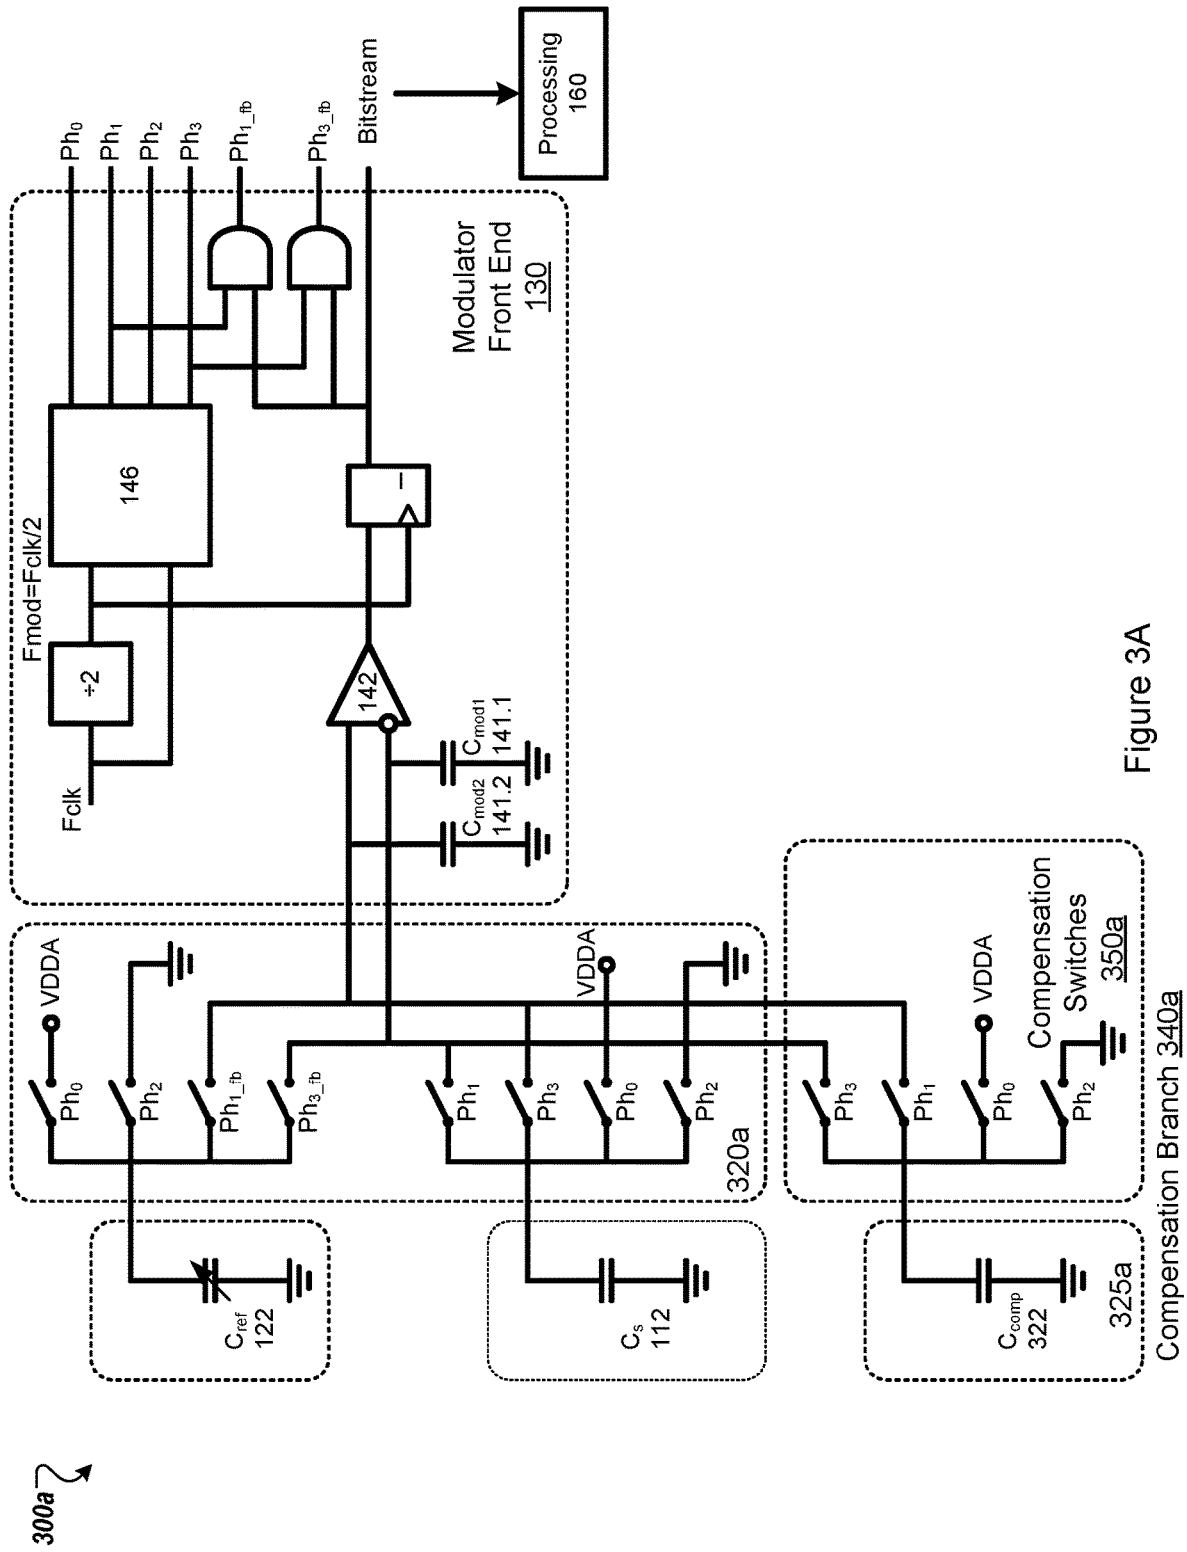 300a
Cref
122
Cs
112
Ccomp
322
325a
Compensation Branch 340a
Ph0
VDDA
Ph2
Ph1_fb
Ph3_fb
Ph1
Ph3
Ph0
VDDA
Ph2
320a
Ph3
Ph1
Ph0
VDDA
Ph2
Compensation
Switches
350a
Fclk
÷2
Fmod=Fclk/2
146
142
Cmod2
141.2
Cmod1
141.1
Modulator
Front End
130
Ph0
Ph1
Ph2
Ph3
Ph1_fb
Ph3_fb
Bitstream
Processing
160
Figure 3A